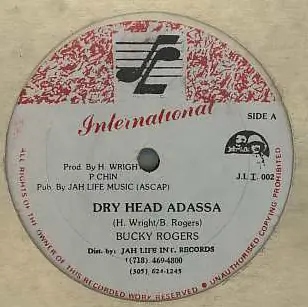 International
SIDE A
Prod. By H. WRIGHT
P CHIN
Pub. By JAH LIFE MUSIC (ASCAP)
J.L I. 002
DRY HEAD ADASSA
(H. Wright/B. Rogers)
BUCKY ROGERS
Dist. by: JAH LIFE INT. RECORDS
1(718) 469-4800
(305) 624-1245
ALL RIGHTS OF THE OWNER OF THIS RECORDED WORK RESERVED • UNAUTHORISED COPYING PROHIBITED